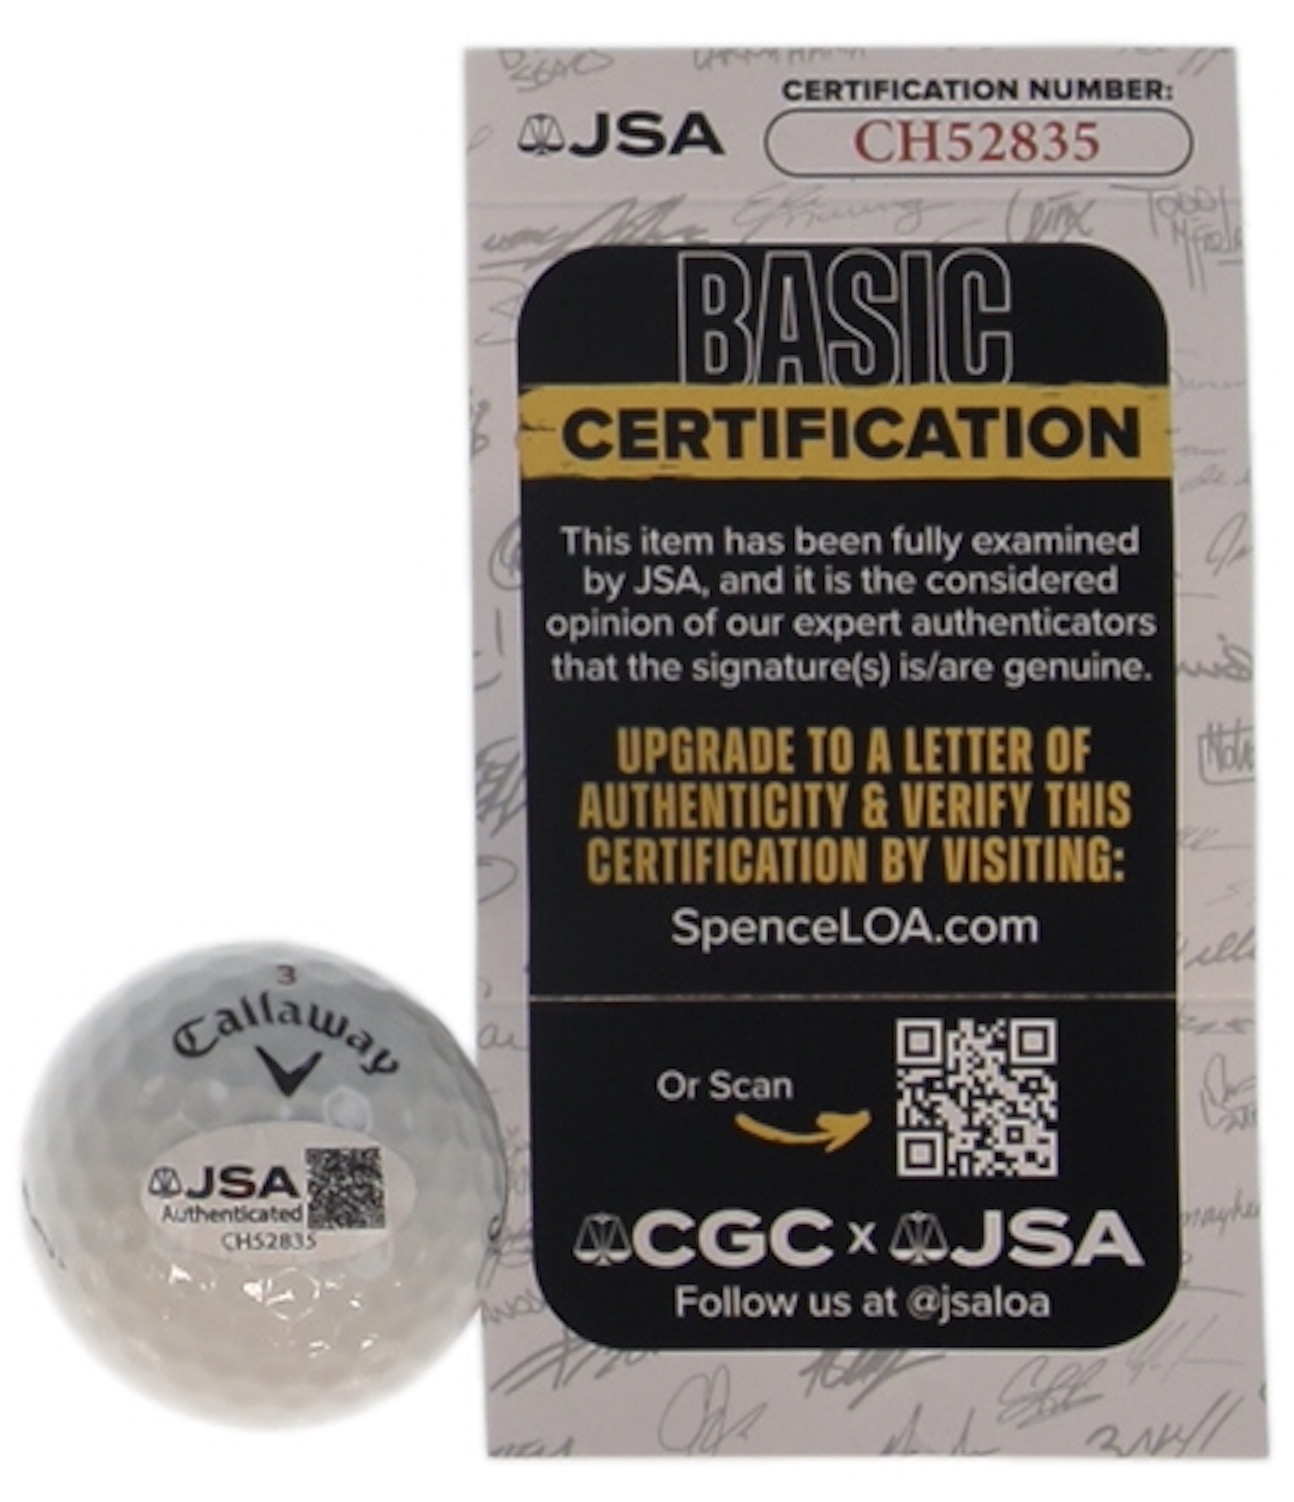 CERTIFICATION NUMBER:
JSA
CH52835
BASIC
CERTIFICATION
This item has been fully examined
by JSA, and it is the considered
opinion of our expert authenticators
that the signature(s) is/are genuine.
UPGRADE TO A LETTER OF
AUTHENTICITY & VERIFY THIS
CERTIFICATION BY VISITING:
SpenceLOA.com
Or Scan
CGC x JSA
Follow us at @jsaloa
3
Callaway
JSA
Authenticated
CH52835